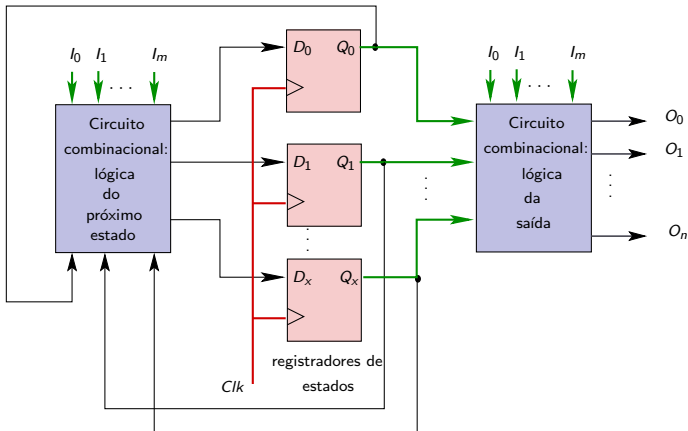 I0 I1 Im
. . .
Circuito
combinacional:
lógica
do
próximo
estado
D0 Q0
D1 Q1
Dx Qx
Clk
registradores de
estados
I0 I1 Im
. . .
Circuito
combinacional:
lógica
da
saída
O0
O1
On